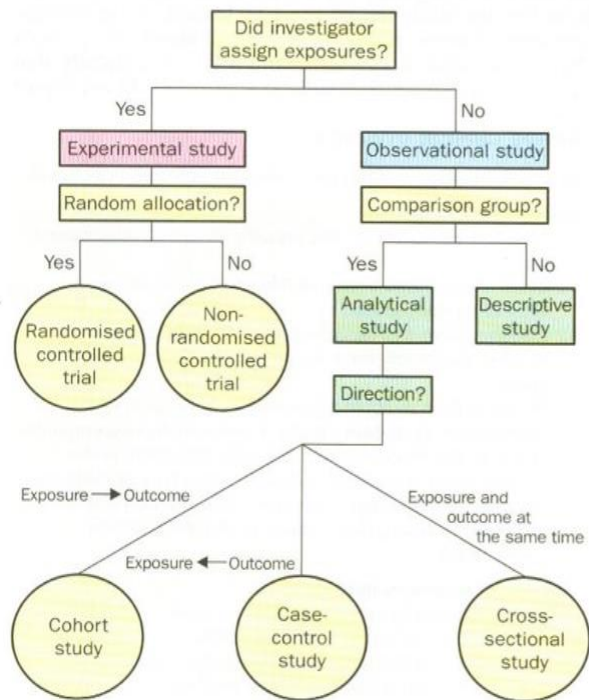 Did investigator
assign exposures?
Yes
No
Experimental study
Observational study
Random allocation?
Comparison group?
Yes
No
Yes
No
Randomised
controlled
trial
Non-
randomised
controlled
trial
Analytical
study
Descriptive
study
Direction?
Exposure → Outcome
Exposure and
outcome at
the same time
Exposure ← Outcome
Cohort
study
Case-
control
study
Cross-
sectional
study